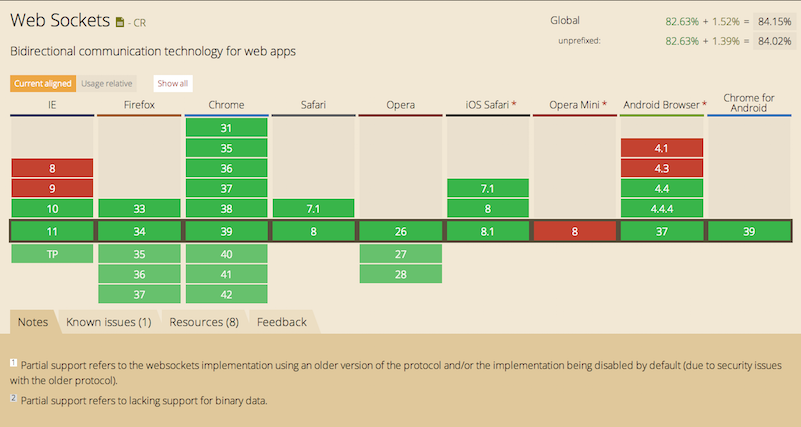 Web Sockets - CR
Global 82.63% + 1.52% = 84.15%
unprefixed: 82.63% + 1.39% = 84.02%
Bidirectional communication technology for web apps
Current aligned Usage relative Show all
IE Firefox Chrome Safari Opera iOS Safari * Opera Mini * Android Browser * Chrome for Android
31
35 4.1
8 36 4.3
9 37 7.1 4.4
10 33 38 7.1 8 4.4.4
11 34 39 8 26 8.1 8 37 39
TP 35 40 27
36 41 28
37 42
Notes Known issues (1) Resources (8) Feedback
1 Partial support refers to the websockets implementation using an older version of the protocol and/or the implementation being disabled by default (due to security issues
with the older protocol).
2 Partial support refers to lacking support for binary data.